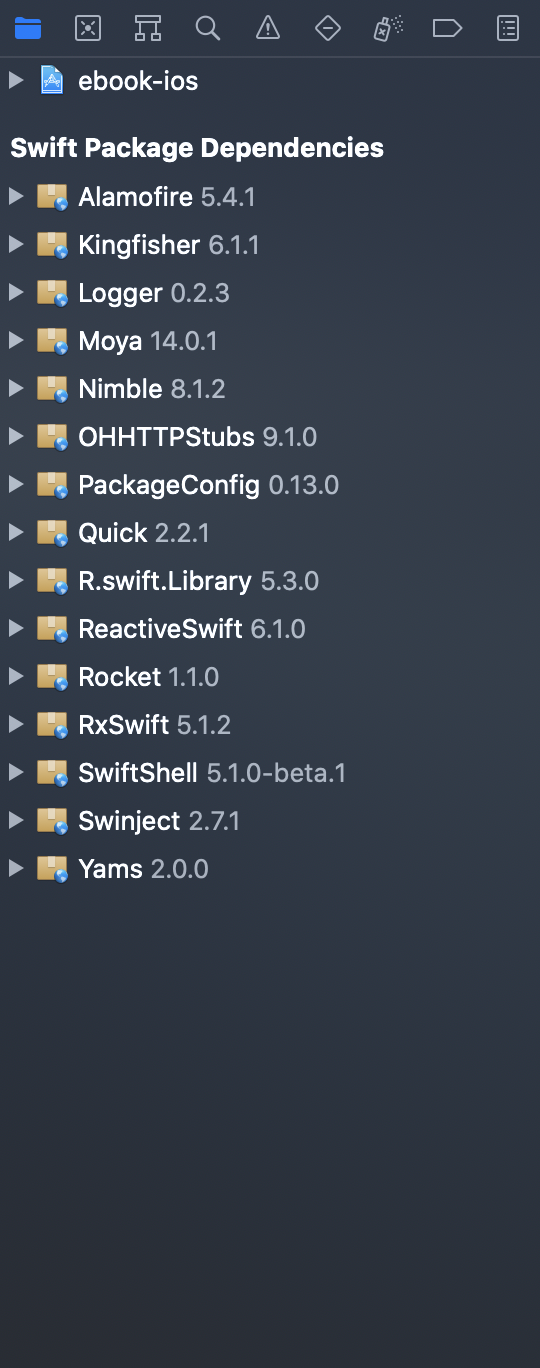 ebook-ios
Swift Package Dependencies
Alamofire 5.4.1
Kingfisher 6.1.1
Logger 0.2.3
Moya 14.0.1
Nimble 8.1.2
OHHTTPStubs 9.1.0
PackageConfig 0.13.0
Quick 2.2.1
R.swift.Library 5.3.0
ReactiveSwift 6.1.0
Rocket 1.1.0
RxSwift 5.1.2
SwiftShell 5.1.0-beta.1
Swinject 2.7.1
Yams 2.0.0